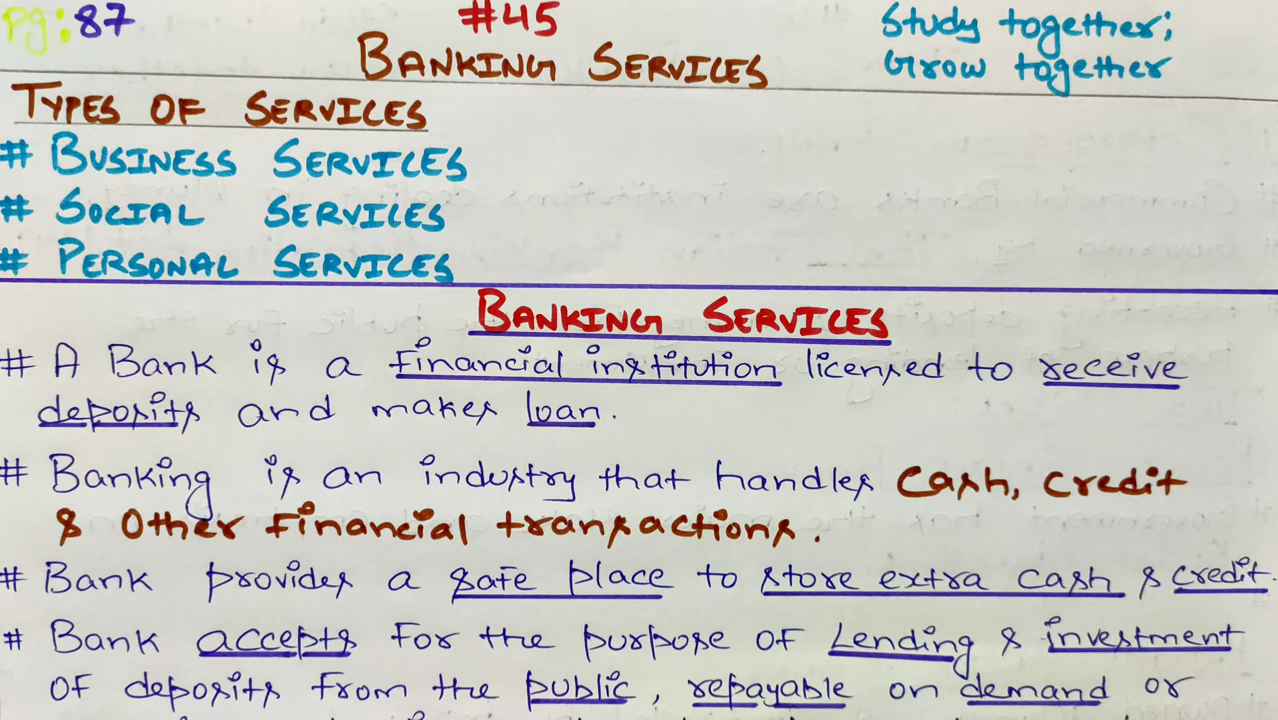 Pg:87
#45
Study together;
Grow together
BANKING SERVICES
TYPES OF SERVICES
# BUSINESS SERVICES
# SOCIAL SERVICES
# PERSONAL SERVICES
BANKING SERVICES
# A Bank is a financial institution licensed to receive
deposits and makes loan.
# Banking is an industry that handles Cash, Credit
& Other Financial transactions.
# Bank provides a safe place to store extra cash & credit.
# Bank accepts for the purpose of Lending & investment
of deposits from the public, repayable on demand or